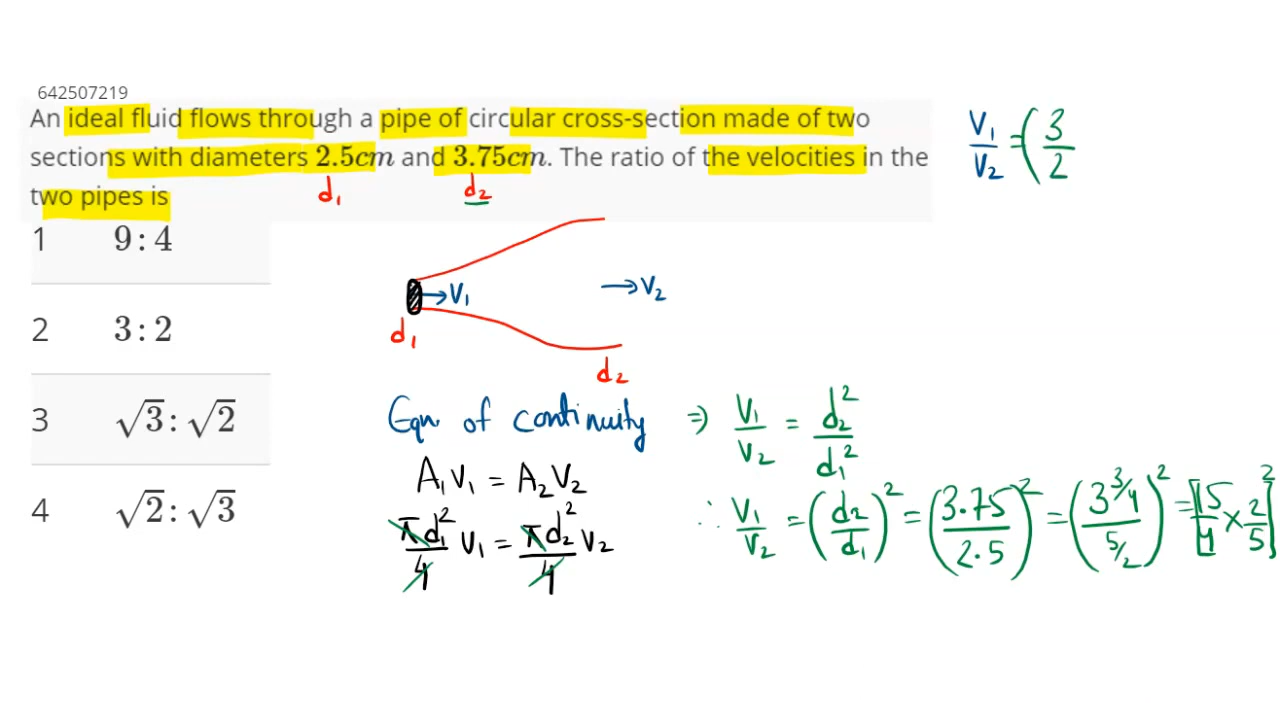 642507219
An ideal fluid flows through a pipe of circular cross-section made of two
sections with diameters 2.5cm and 3.75cm. The ratio of the velocities in the
two pipes is
d₁
d₂
1 9 : 4
2 3 : 2
3 √3 : √2
4 √2 : √3
V₁/V₂ = (3/2
→V₁
→V₂
d₁
d₂
Eqn of continuity
A₁V₁ = A₂V₂
πd₁²/4 V₁ = πd₂²/4 V₂
⇒ V₁/V₂ = d₂²/d₁²
∴ V₁/V₂ = (d₂/d₁)² = (3.75/2.5)² = (3 3/4 / 5/2)² = [15/4 × 2/5]²